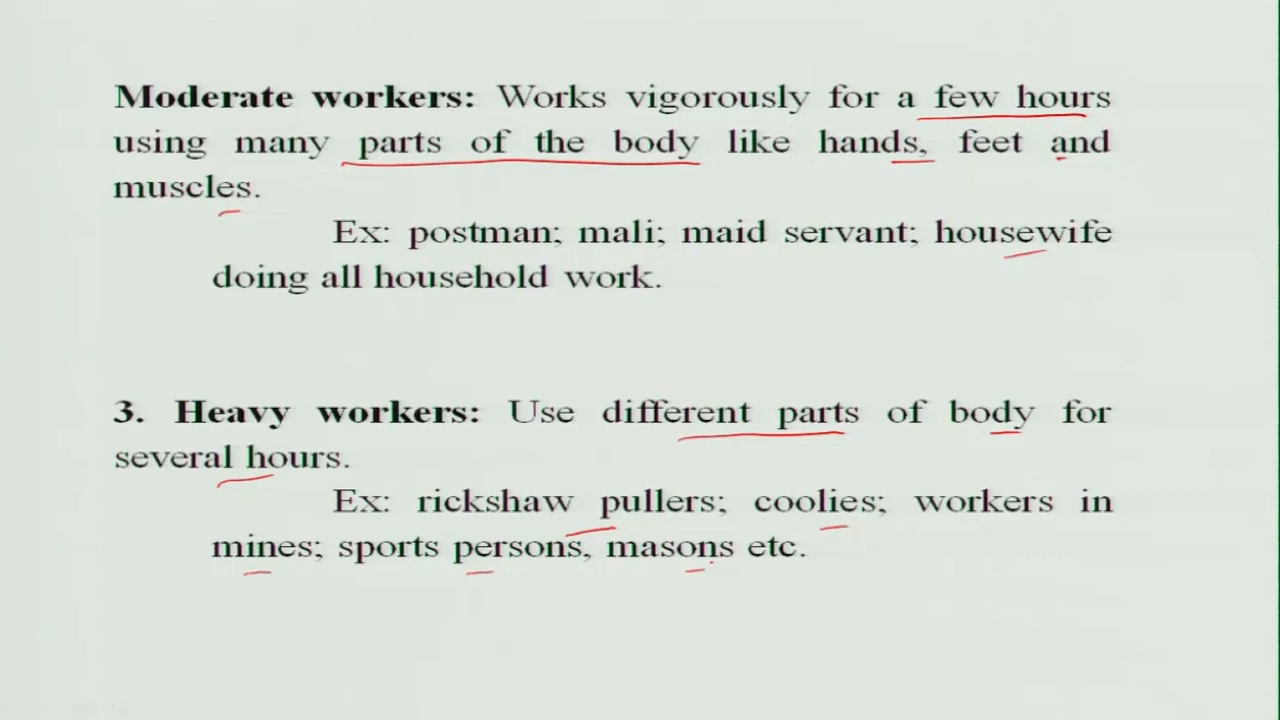 Moderate workers: Works vigorously for a few hours
using many parts of the body like hands, feet and
muscles.
Ex: postman; mali; maid servant; housewife
doing all household work.
3. Heavy workers: Use different parts of body for
several hours.
Ex: rickshaw pullers; coolies; workers in
mines; sports persons, masons etc.